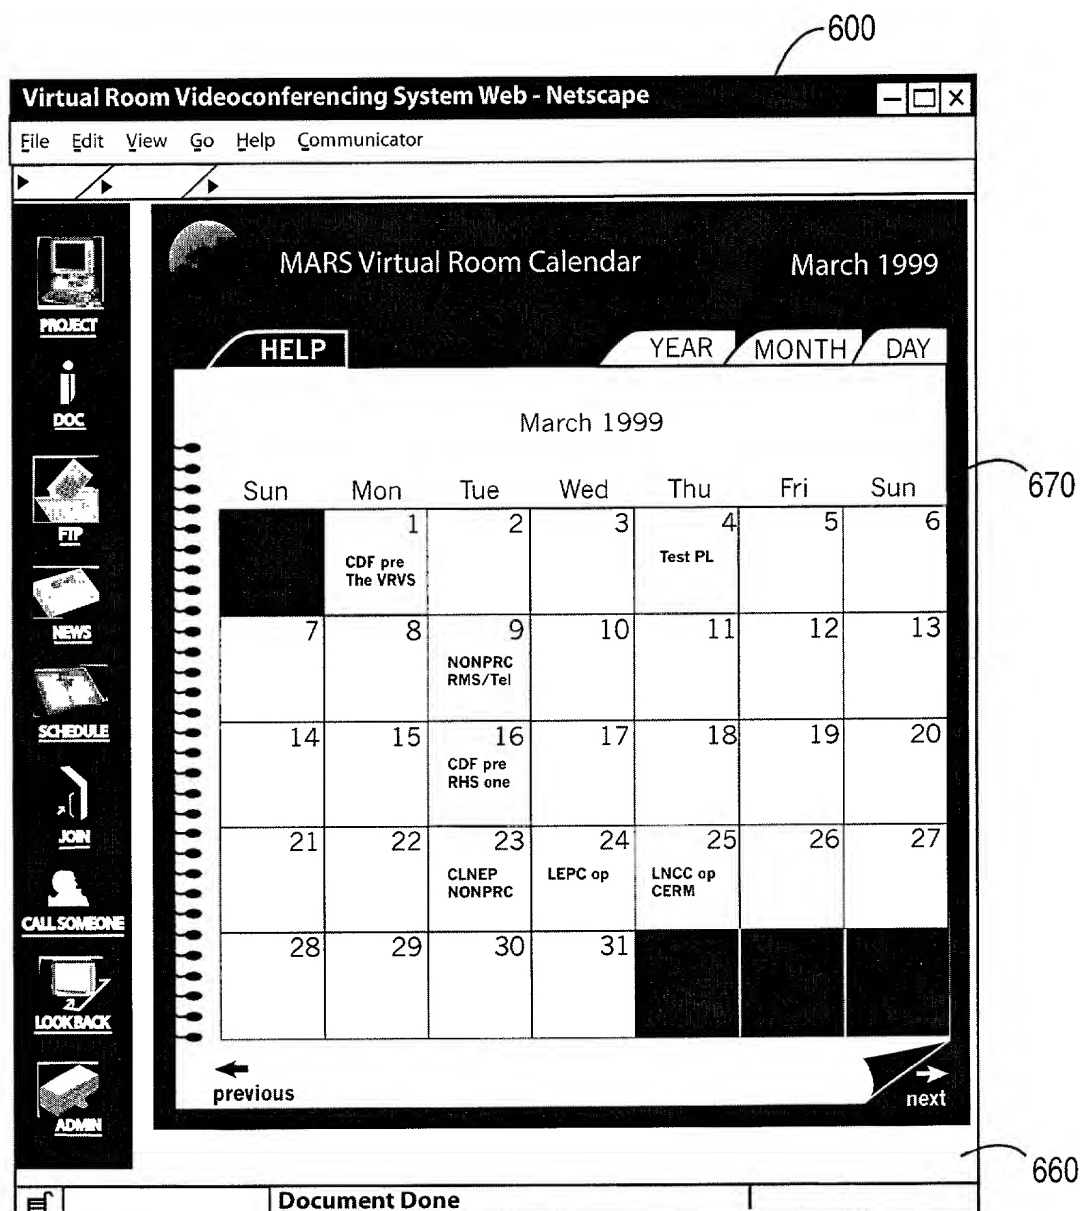 600
Virtual Room Videoconferencing System Web - Netscape
File Edit View Go Help Communicator
PROJECT
DOC
FTP
NEWS
SCHEDULE
JOIN
CALL SOMEONE
LOOK BACK
ADMIN
MARS Virtual Room Calendar March 1999
HELP YEAR MONTH DAY
March 1999
670
Sun Mon Tue Wed Thu Fri Sun
1 2 3 4 5 6
CDF pre Test PL
The VRVS
7 8 9 10 11 12 13
NONPRC
RMS/Tel
14 15 16 17 18 19 20
CDF pre
RHS one
21 22 23 24 25 26 27
CLNEP LEPC op LNCC op
NONPRC CERM
28 29 30 31
previous next
660
Document Done